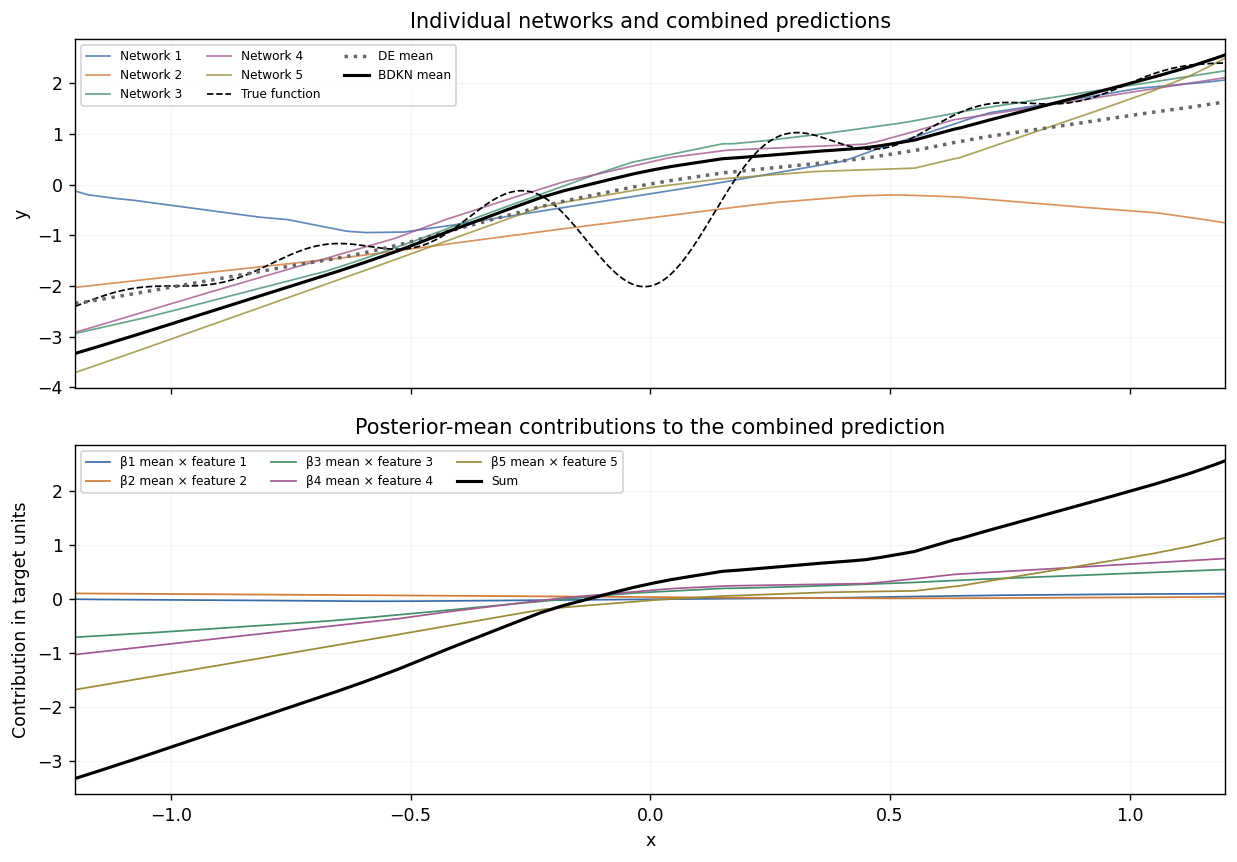 Individual networks and combined predictions
Network 1
Network 2
Network 3
Network 4
Network 5
True function
DE mean
BDKN mean
y
2
1
0
−1
−2
−3
−4
Posterior-mean contributions to the combined prediction
β1 mean × feature 1
β2 mean × feature 2
β3 mean × feature 3
β4 mean × feature 4
β5 mean × feature 5
Sum
Contribution in target units
2
1
0
−1
−2
−3
−1.0
−0.5
0.0
0.5
1.0
x